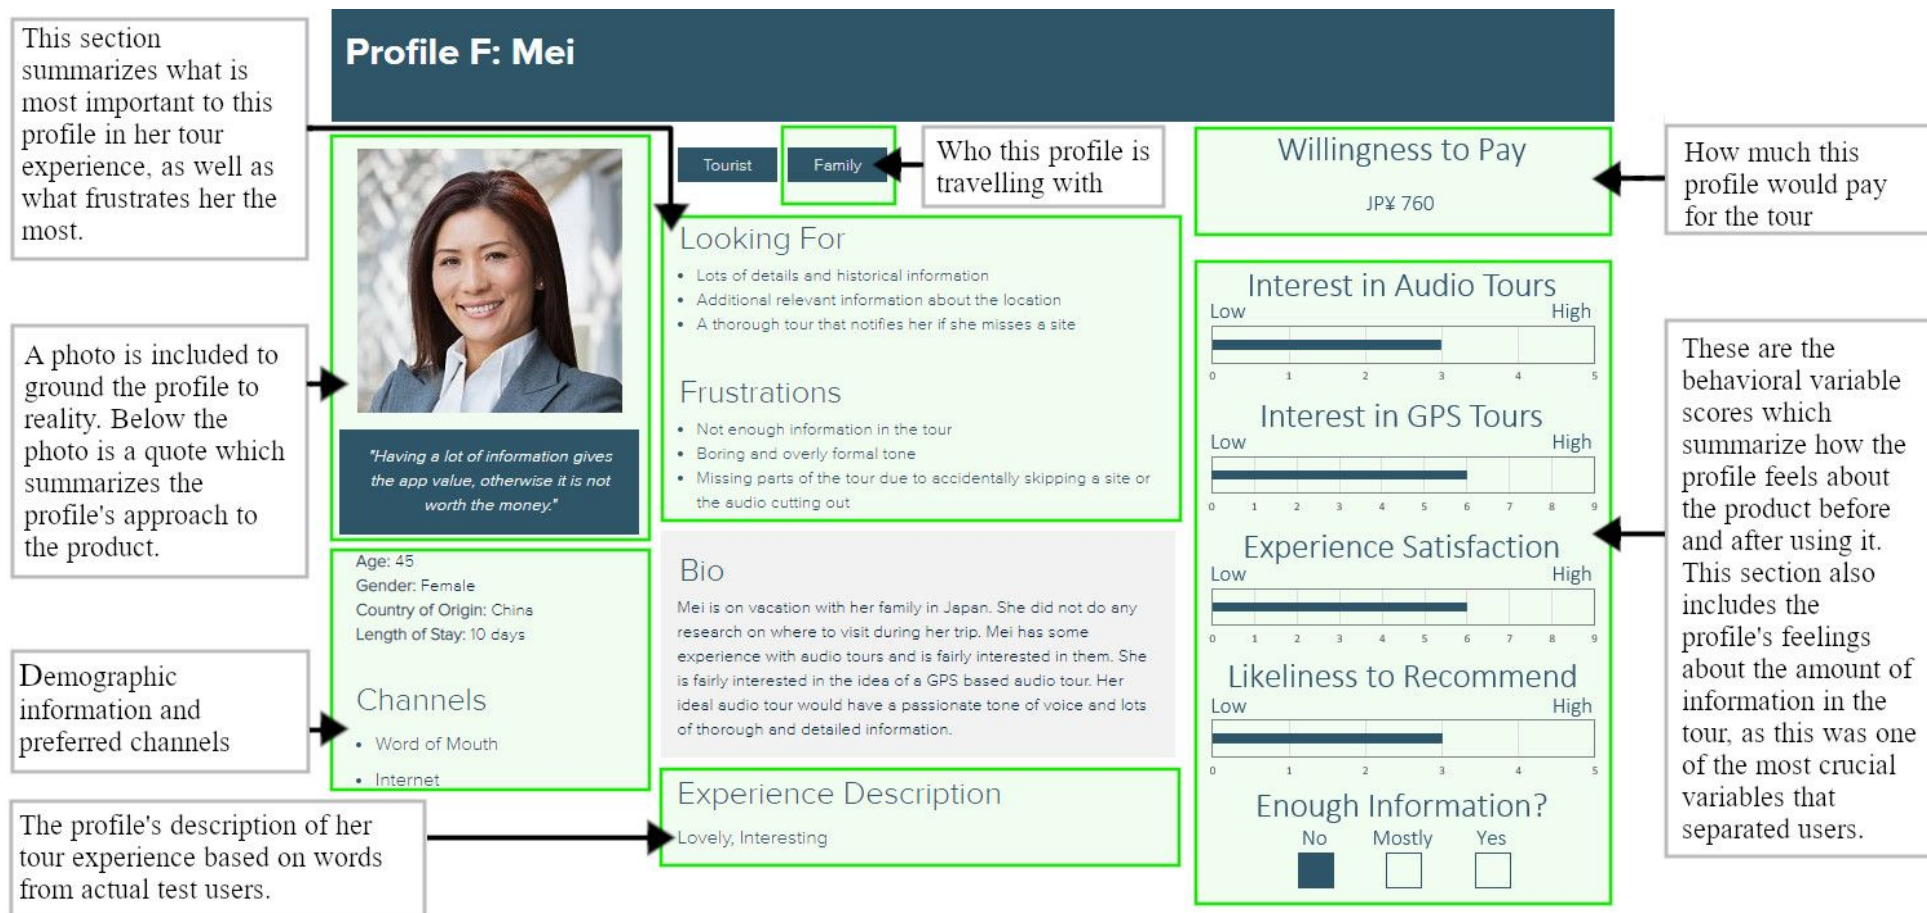 This section
summarizes what is
most important to this
profile in her tour
experience, as well as
what frustrates her the
most.
A photo is included to
ground the profile to
reality. Below the
photo is a quote which
summarizes the
profile's approach to
the product.
Demographic
information and
preferred channels
The profile's description of her
tour experience based on words
from actual test users.
Profile F: Mei
"Having a lot of information gives
the app value, otherwise it is not
worth the money."
Age: 45
Gender: Female
Country of Origin: China
Length of Stay: 10 days
Channels
• Word of Mouth
• Internet
Tourist
Family
Who this profile is
travelling with
Looking For
• Lots of details and historical information
• Additional relevant information about the location
• A thorough tour that notifies her if she misses a site
Frustrations
• Not enough information in the tour
• Boring and overly formal tone
• Missing parts of the tour due to accidentally skipping a site or
the audio cutting out
Bio
Mei is on vacation with her family in Japan. She did not do any
research on where to visit during her trip. Mei has some
experience with audio tours and is fairly interested in them. She
is fairly interested in the idea of a GPS based audio tour. Her
ideal audio tour would have a passionate tone of voice and lots
of thorough and detailed information.
Experience Description
Lovely, Interesting
Willingness to Pay
JP¥ 760
Interest in Audio Tours
Low High
0 1 2 3 4 5
Interest in GPS Tours
Low High
0 1 2 3 4 5 6 7 8 9
Experience Satisfaction
Low High
0 1 2 3 4 5 6 7 8 9
Likeliness to Recommend
Low High
0 1 2 3 4 5
Enough Information?
No Mostly Yes
How much this
profile would pay
for the tour
These are the
behavioral variable
scores which
summarize how the
profile feels about
the product before
and after using it.
This section also
includes the
profile's feelings
about the amount of
information in the
tour, as this was one
of the most crucial
variables that
separated users.